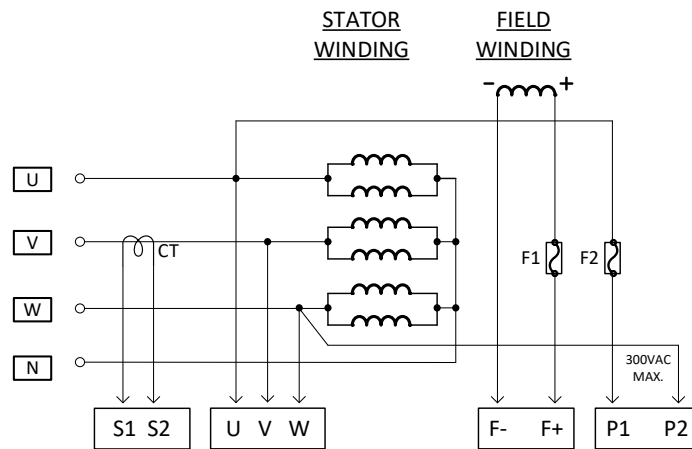 STATOR
WINDING
FIELD
WINDING
- +
U
V
CT
F1 F2
W
N
300VAC
MAX.
S1 S2
U V W
F- F+
P1 P2